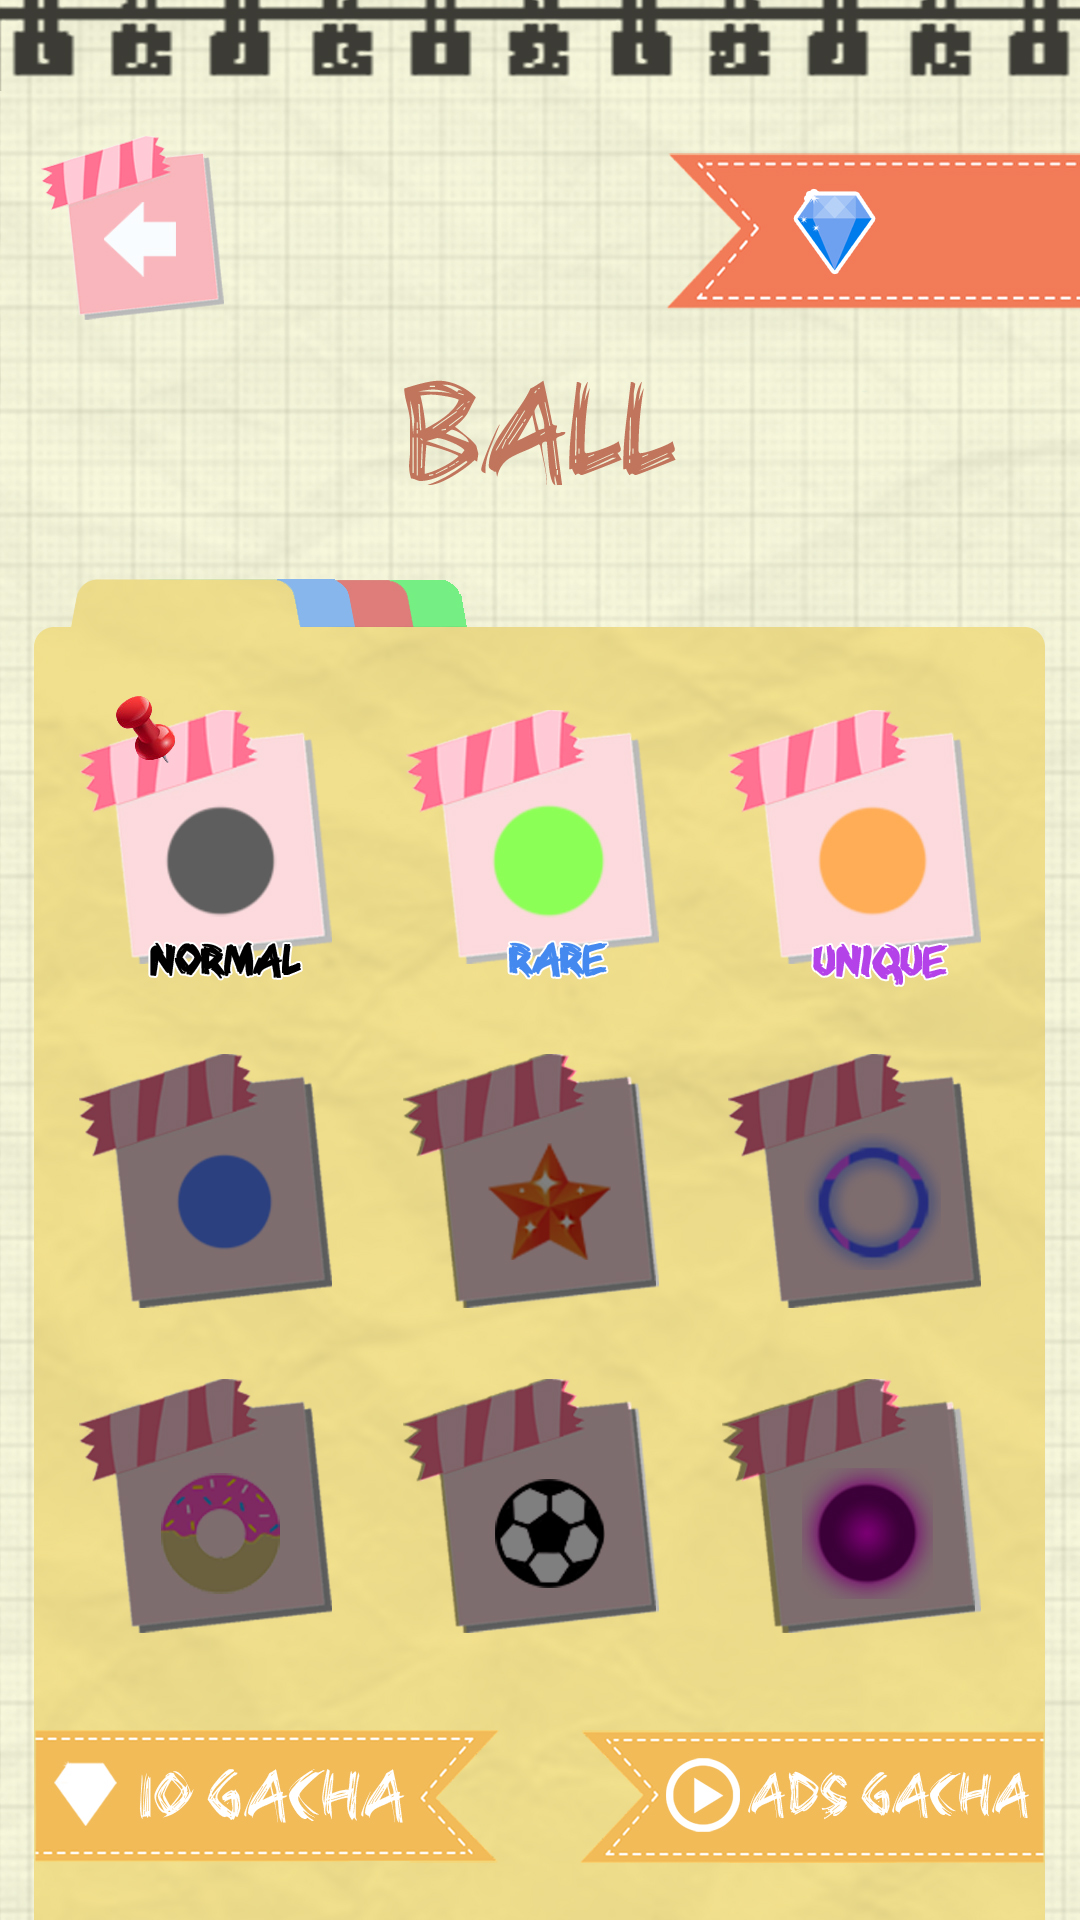 BALL
NORMAL
RARE
UNIQUE
10 GACHA
ADS GACHA